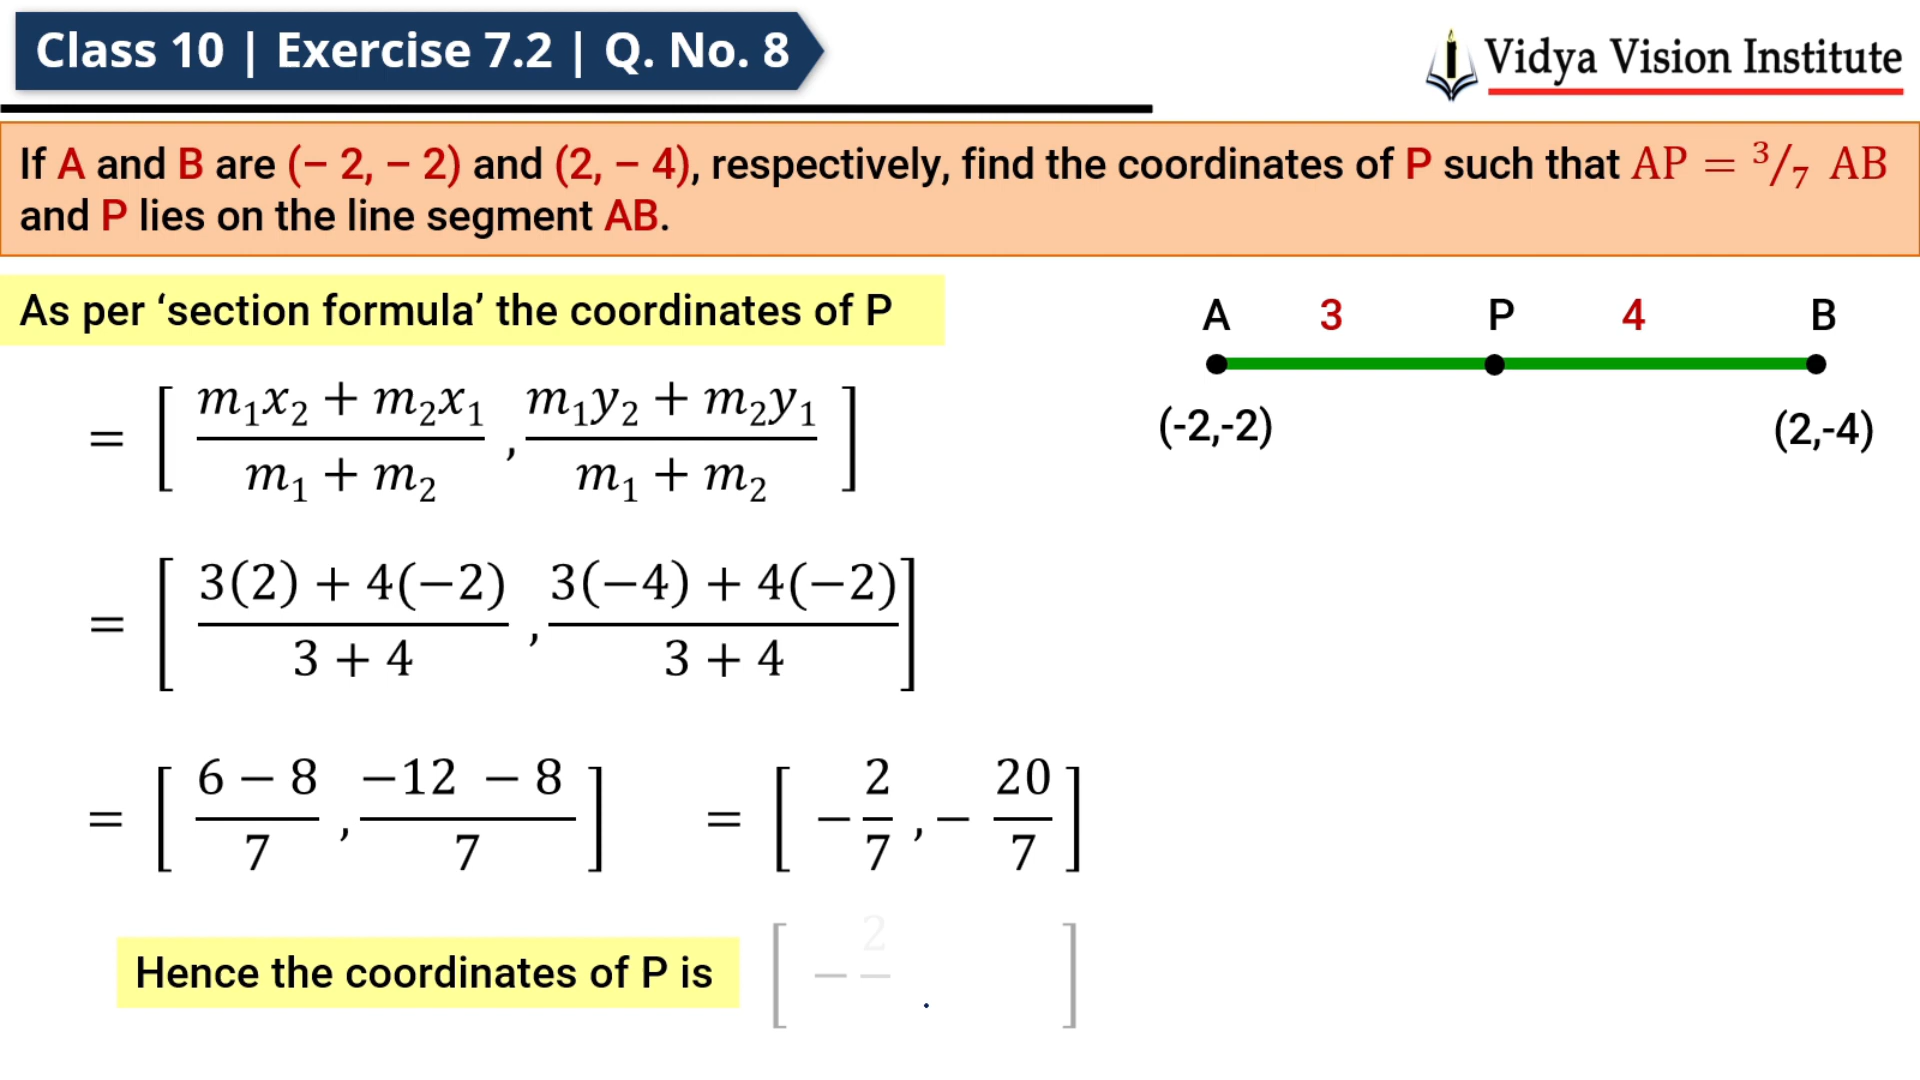 Class 10 | Exercise 7.2 | Q. No. 8
Vidya Vision Institute
If A and B are (– 2, – 2) and (2, – 4), respectively, find the coordinates of P such that AP = ³/₇ AB
and P lies on the line segment AB.
As per ‘section formula’ the coordinates of P
A 3 P 4 B
(-2,-2) (2,-4)
= [ (m₁x₂ + m₂x₁)/(m₁ + m₂) , (m₁y₂ + m₂y₁)/(m₁ + m₂) ]
= [ (3(2) + 4(−2))/(3 + 4) , (3(−4) + 4(−2))/(3 + 4) ]
= [ (6 − 8)/7 , (−12 − 8)/7 ] = [ −2/7 , − 20/7 ]
Hence the coordinates of P is [ − 2 ]